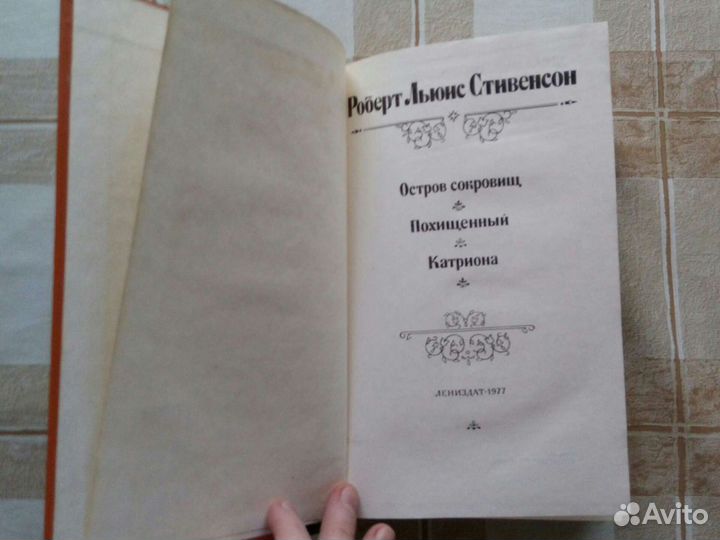 Роберт Льюис Стивенсон
Остров сокровищ
Похищенный
Катриона
ЛЕНИЗДАТ·1977
Avito